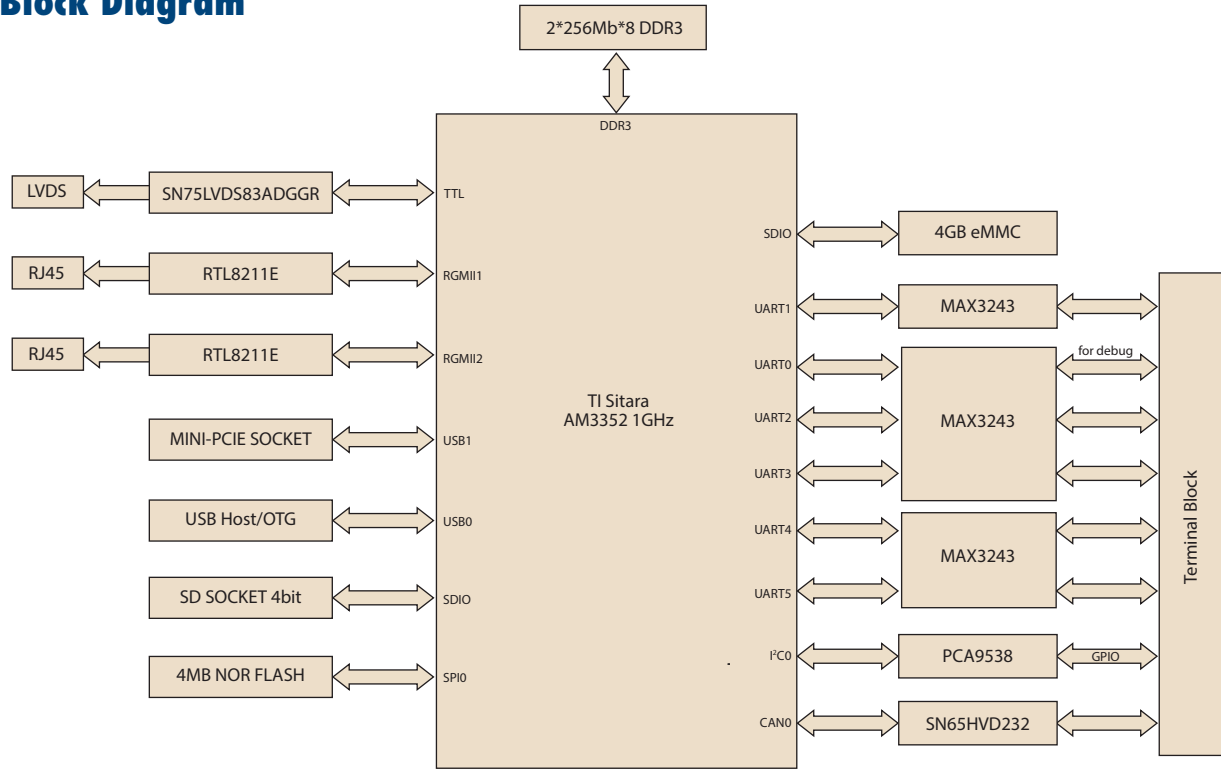 Block Diagram
2*256Mb*8 DDR3
DDR3
LVDS
SN75LVDS83ADGGR
TTL
RJ45
RTL8211E
RGMII1
RJ45
RTL8211E
RGMII2
MINI-PCIE SOCKET
USB1
USB Host/OTG
USB0
SD SOCKET 4bit
SDIO
4MB NOR FLASH
SPI0
TI Sitara
AM3352 1GHz
SDIO
4GB eMMC
UART1
MAX3243
UART0
for debug
UART2
MAX3243
UART3
UART4
MAX3243
UART5
I²C0
PCA9538
GPIO
CAN0
SN65HVD232
Terminal Block